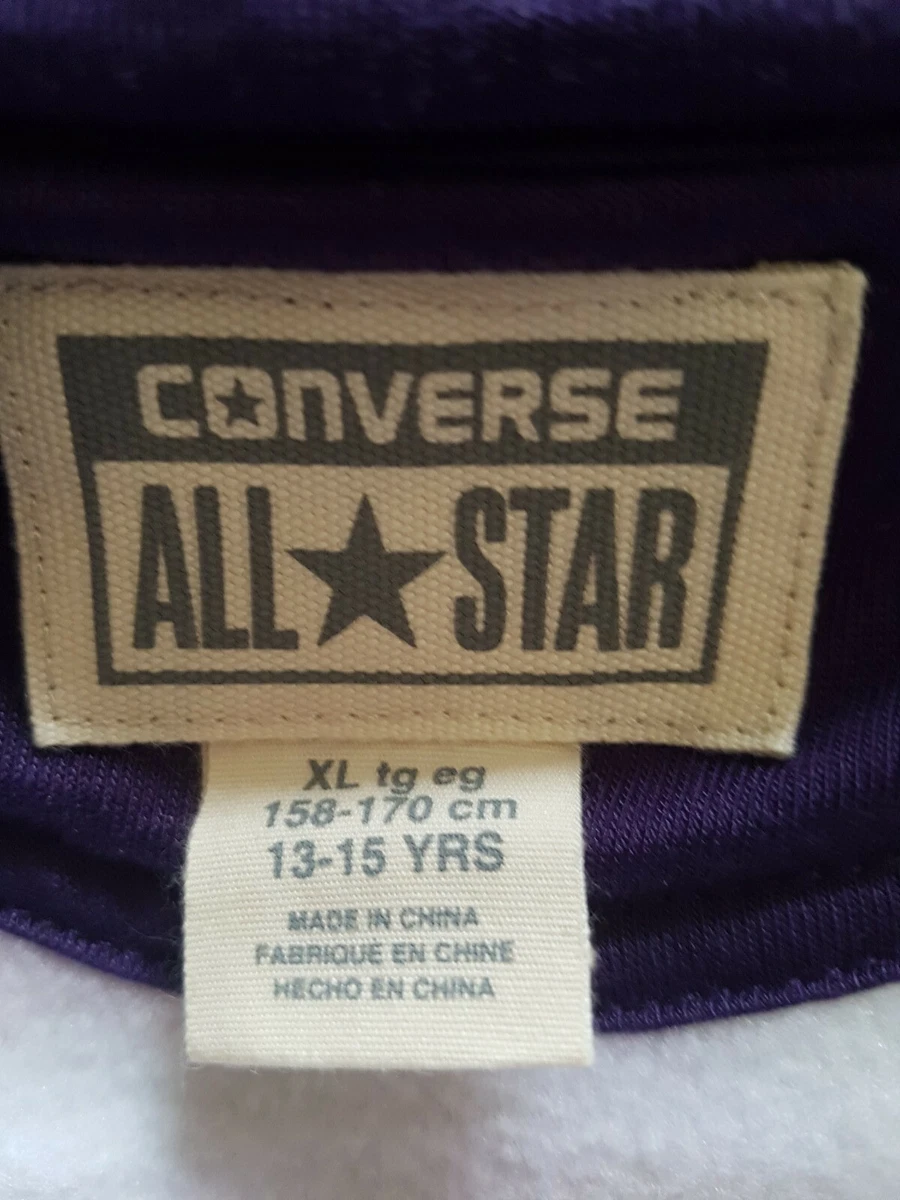 CONVERSE
ALL STAR
XL tg eg
158-170 cm
13-15 YRS
MADE IN CHINA
FABRIQUE EN CHINE
HECHO EN CHINA